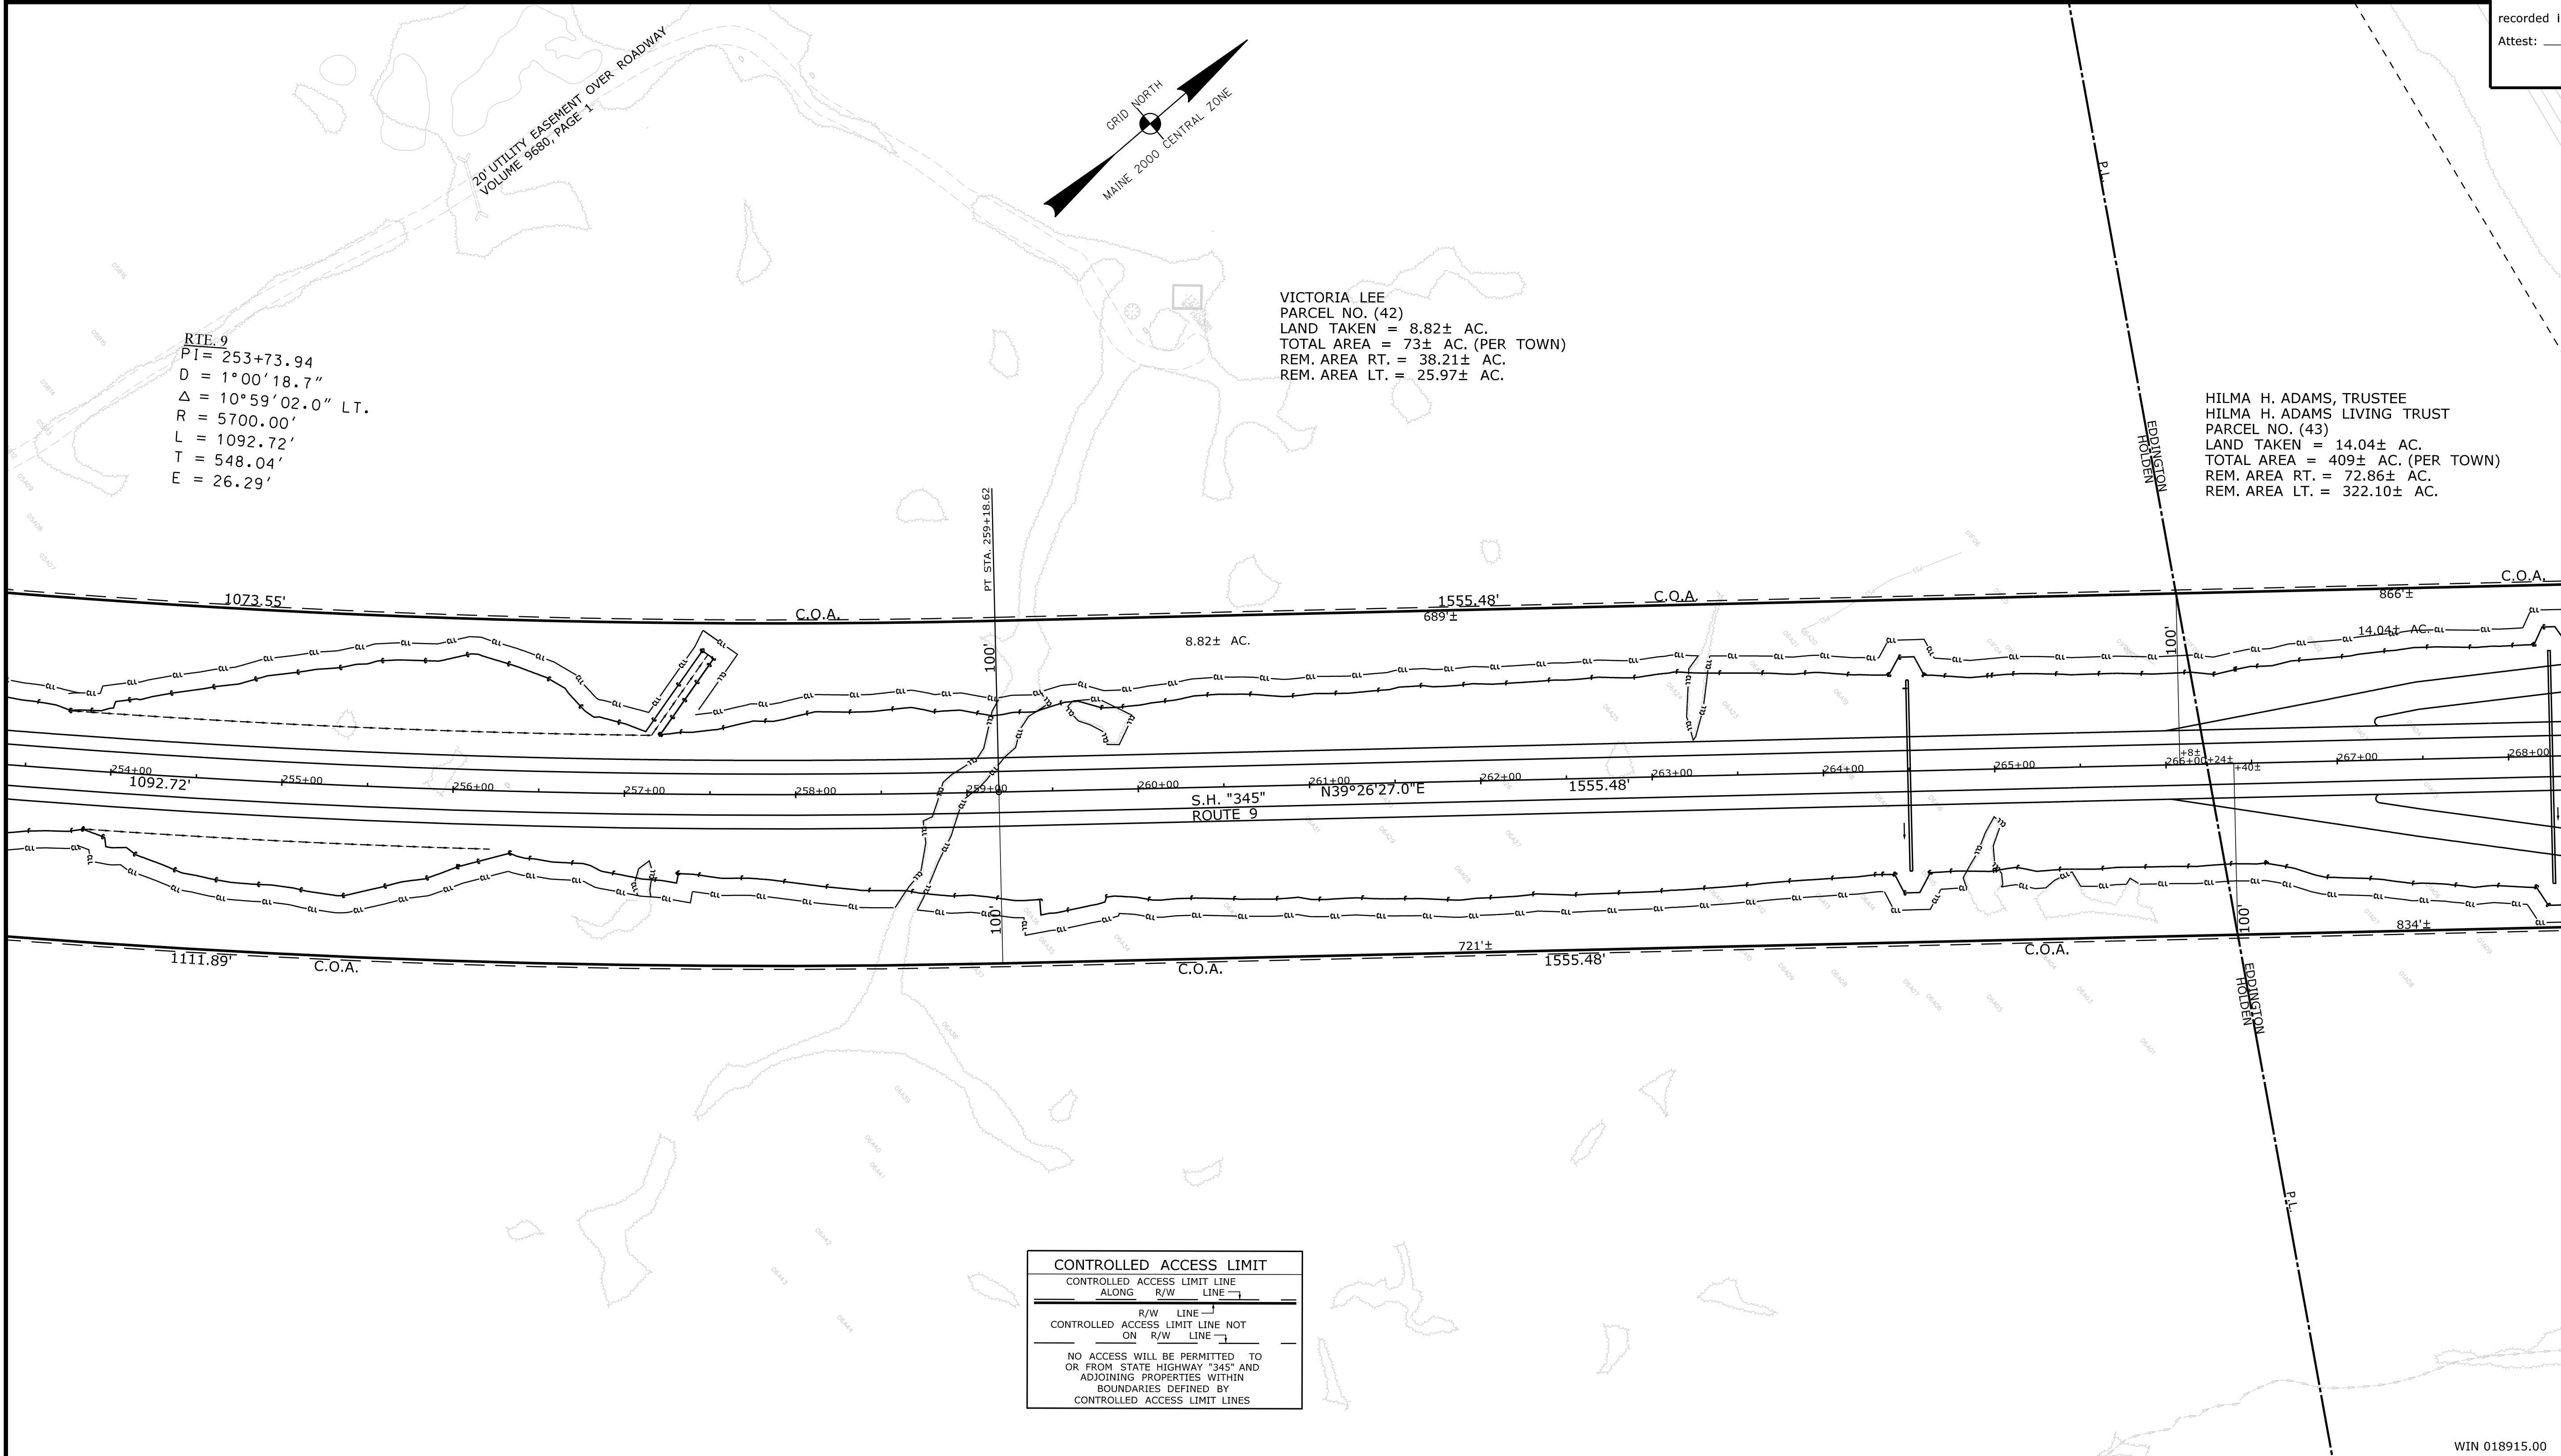 recorded i
Attest:
20' UTILITY EASEMENT OVER ROADWAY
VOLUME 9680, PAGE 1
GRID NORTH
MAINE 2000 CENTRAL ZONE
P.L.
RTE. 9
PI= 253+73.94
D = 1°00'18.7"
Δ = 10°59'02.0" LT.
R = 5700.00'
L = 1092.72'
T = 548.04'
E = 26.29'
VICTORIA LEE
PARCEL NO. (42)
LAND TAKEN = 8.82± AC.
TOTAL AREA = 73± AC. (PER TOWN)
REM. AREA RT. = 38.21± AC.
REM. AREA LT. = 25.97± AC.
HILMA H. ADAMS, TRUSTEE
HILMA H. ADAMS LIVING TRUST
PARCEL NO. (43)
LAND TAKEN = 14.04± AC.
TOTAL AREA = 409± AC. (PER TOWN)
REM. AREA RT. = 72.86± AC.
REM. AREA LT. = 322.10± AC.
EDDINGTON
HOLDEN
PT STA. 259+18.62
1073.55'
C.O.A.
1555.48'
689'±
C.O.A.
C.O.A.
866'±
8.82± AC.
14.04± AC.
100'
100'
254+00
255+00
256+00
257+00
258+00
259+00
260+00
261+00
262+00
263+00
264+00
265+00
266+00
+8±
+24±
+40±
267+00
268+00
1092.72'
S.H. "345"
ROUTE 9
N39°26'27.0"E
1555.48'
100'
100'
1111.89'
C.O.A.
C.O.A.
721'±
1555.48'
C.O.A.
834'±
EDDINGTON
HOLDEN
P.L.
CONTROLLED ACCESS LIMIT
CONTROLLED ACCESS LIMIT LINE
ALONG R/W LINE
R/W LINE
CONTROLLED ACCESS LIMIT LINE NOT
ON R/W LINE
NO ACCESS WILL BE PERMITTED TO
OR FROM STATE HIGHWAY "345" AND
ADJOINING PROPERTIES WITHIN
BOUNDARIES DEFINED BY
CONTROLLED ACCESS LIMIT LINES
WIN 018915.00